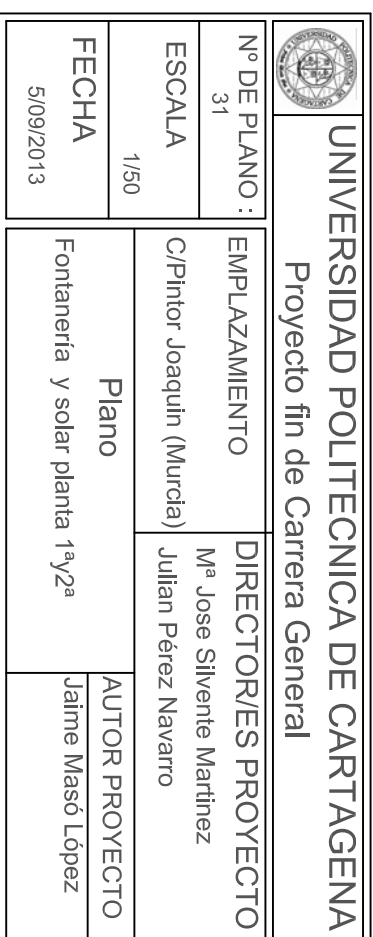 UNIVERSIDAD POLITECNICA DE CARTAGENA
Proyecto fin de Carrera General
Nº DE PLANO :
31
EMPLAZAMIENTO
C/Pintor Joaquin (Murcia)
DIRECTOR/ES PROYECTO
Mª Jose Silvente Martinez
Julian Pérez Navarro
ESCALA
1/50
FECHA
5/09/2013
Plano
Fontanería y solar planta 1ªy2ª
AUTOR PROYECTO
Jaime Masó López